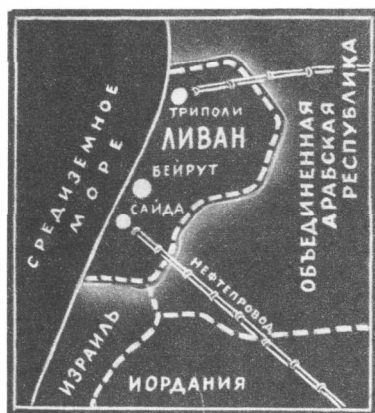 СРЕДИЗЕМНОЕ
МОРЕ
ТРИПОЛИ
ЛИВАН
БЕЙРУТ
САЙДА
ОБЪЕДИНЕННАЯ
АРАБСКАЯ
РЕСПУБЛИКА
НЕФТЕПРОВОД
ИЗРАИЛЬ
ИОРДАНИЯ